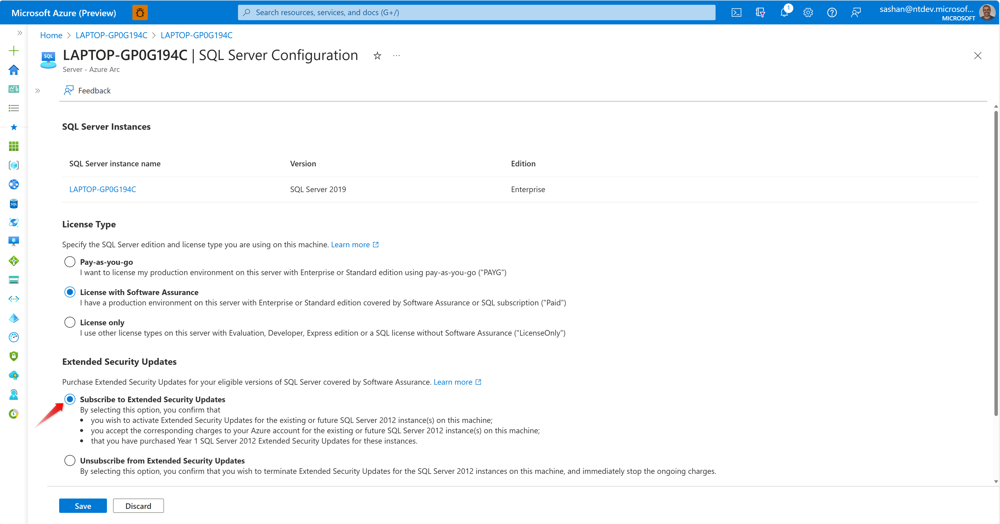 Microsoft Azure (Preview)
Search resources, services, and docs (G+/)
1
sashan@ntdev.microsof...
MICROSOFT
Home > LAPTOP-GP0G194C > LAPTOP-GP0G194C
SQL
LAPTOP-GP0G194C | SQL Server Configuration
Server - Azure Arc
Feedback
SQL Server Instances
SQL Server instance name Version Edition
LAPTOP-GP0G194C SQL Server 2019 Enterprise
SQL
License Type
Specify the SQL Server edition and license type you are using on this machine. Learn more
Pay-as-you-go
I want to license my production environment on this server with Enterprise or Standard edition using pay-as-you-go ("PAYG")
License with Software Assurance
I have a production environment on this server with Enterprise or Standard edition covered by Software Assurance or SQL subscription ("Paid")
License only
I use other license types on this server with Evaluation, Developer, Express edition or a SQL license without Software Assurance ("LicenseOnly")
Extended Security Updates
Purchase Extended Security Updates for your eligible versions of SQL Server covered by Software Assurance. Learn more
Subscribe to Extended Security Updates
By selecting this option, you confirm that
• you wish to activate Extended Security Updates for the existing or future SQL Server 2012 instance(s) on this machine;
• you accept the corresponding charges to your Azure account for the existing or future SQL Server 2012 instance(s) on this machine;
• that you have purchased Year 1 SQL Server 2012 Extended Security Updates for these instances.
Unsubscribe from Extended Security Updates
By selecting this option, you confirm that you wish to terminate Extended Security Updates for the SQL Server 2012 instances on this machine, and immediately stop the ongoing charges.
Save Discard